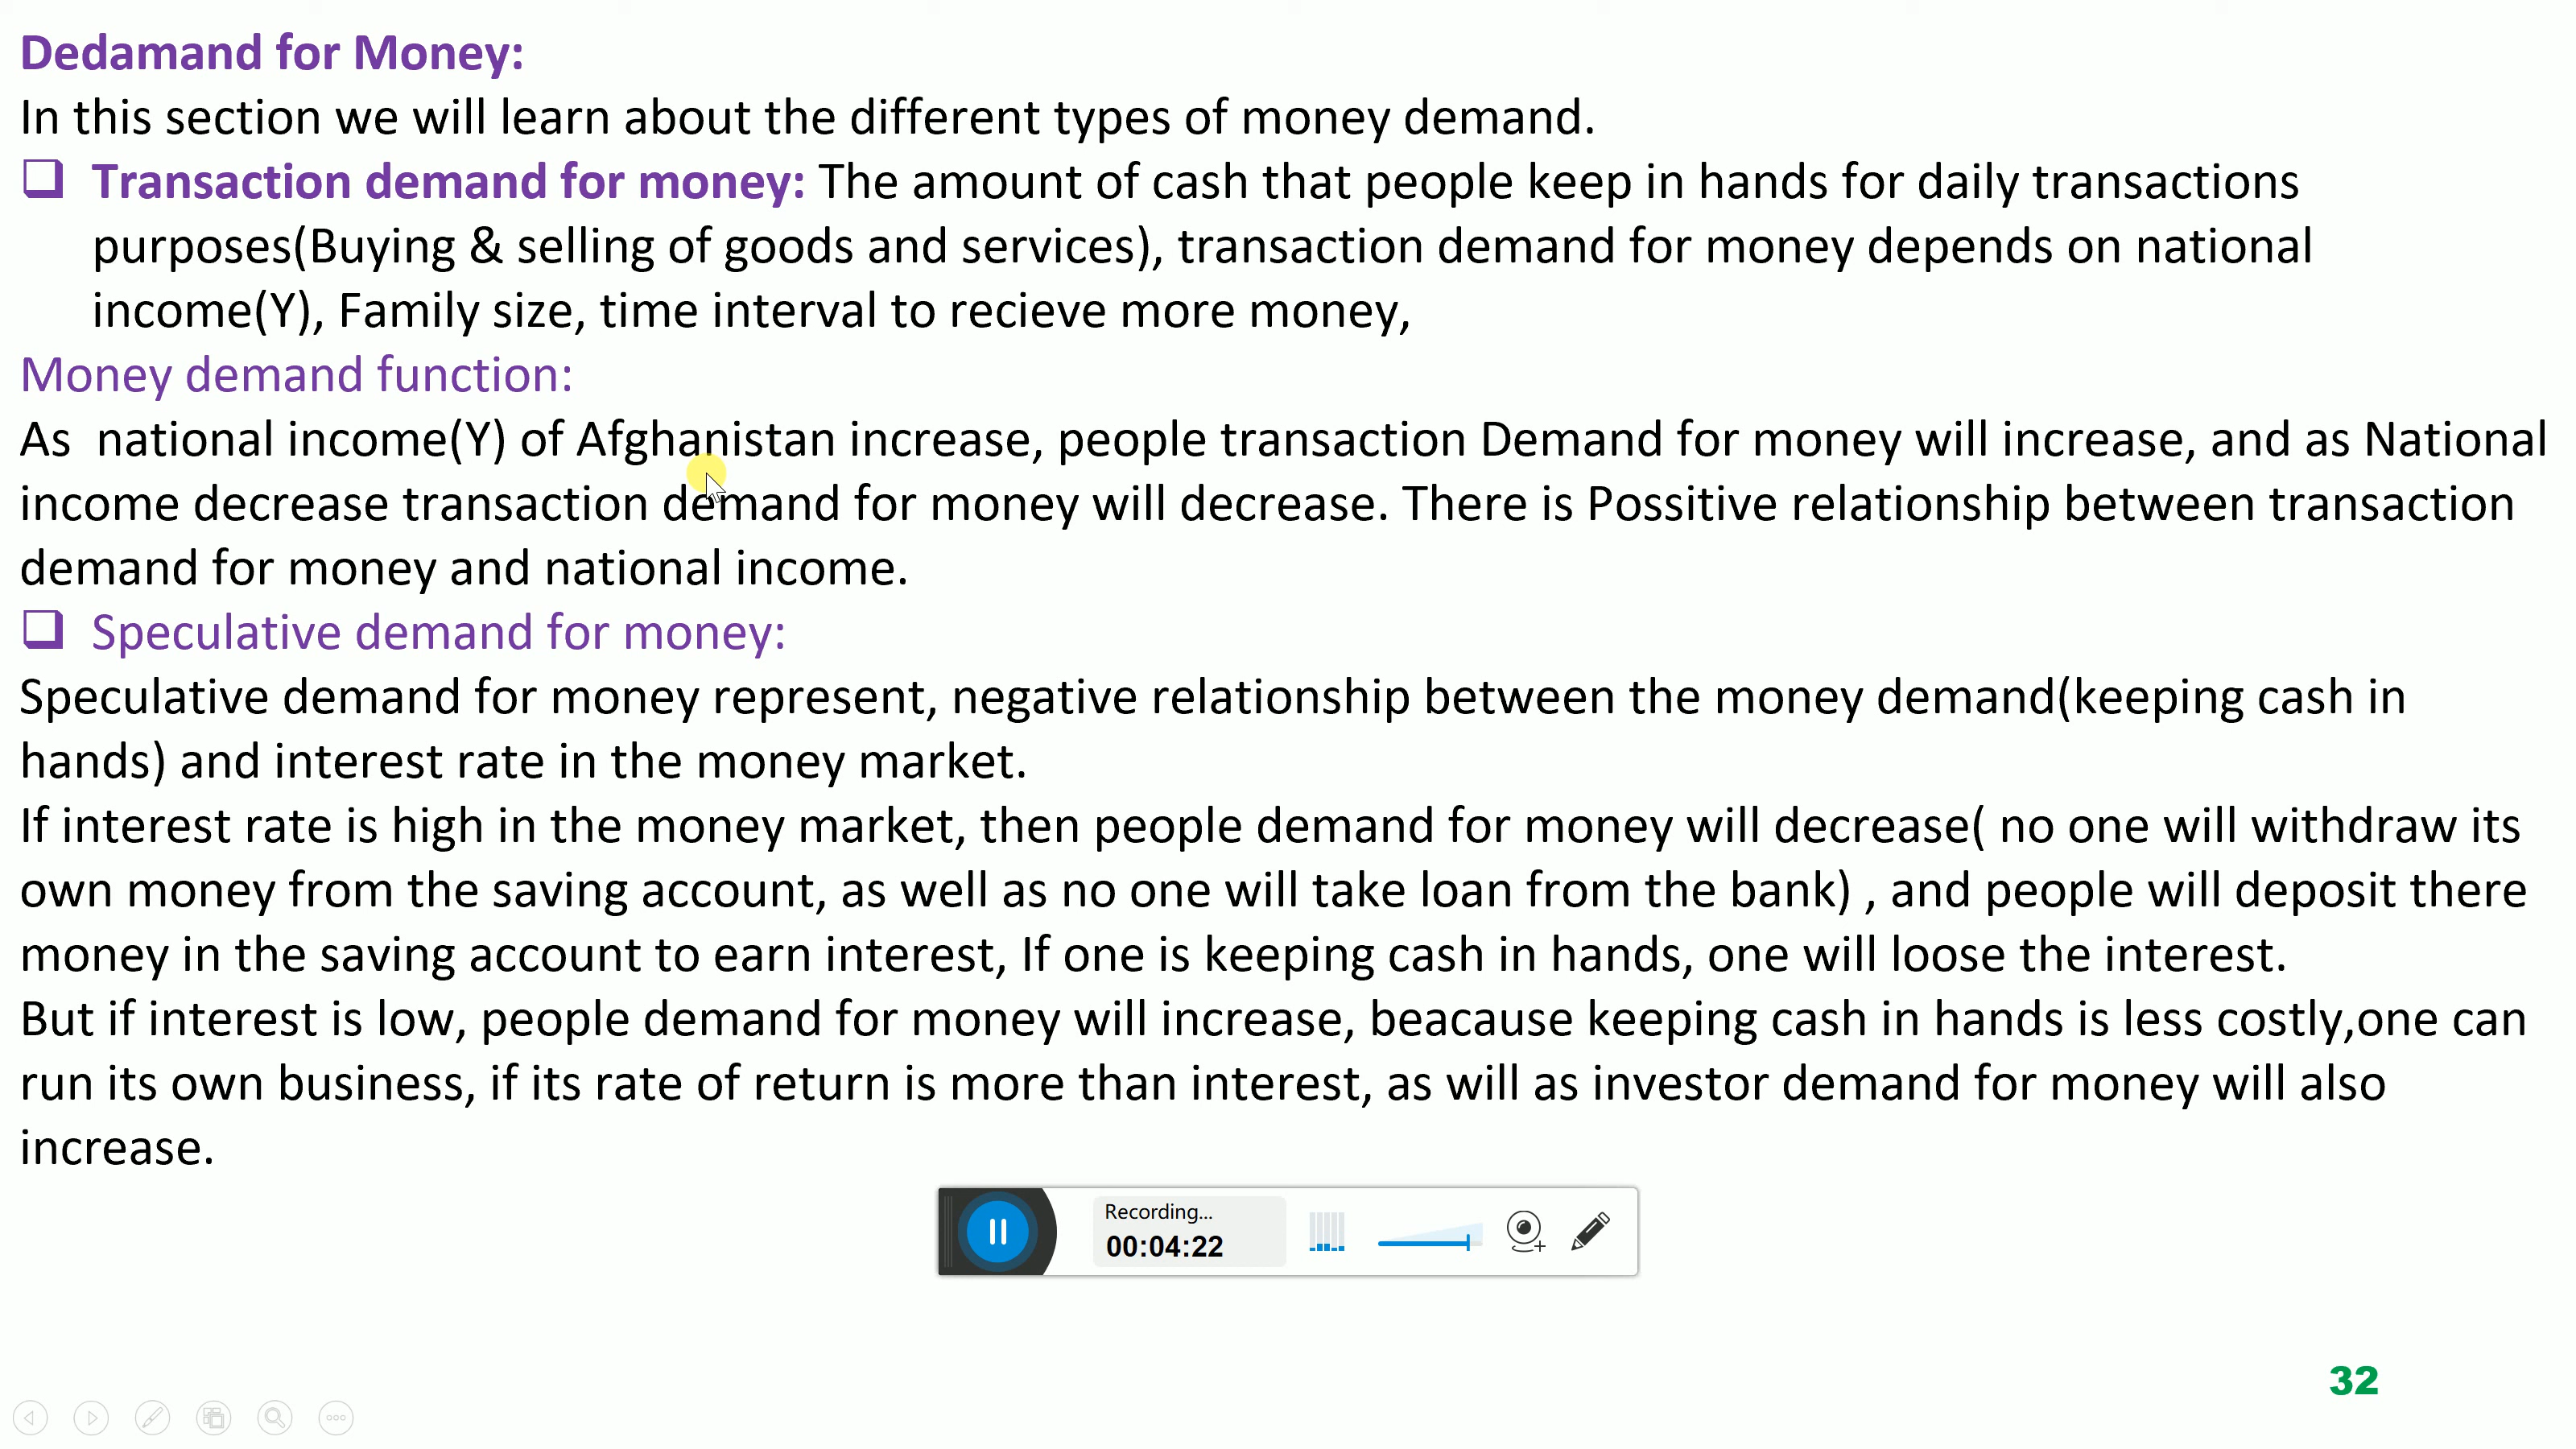 Dedamand for Money:
In this section we will learn about the different types of money demand.
Transaction demand for money: The amount of cash that people keep in hands for daily transactions
purposes(Buying & selling of goods and services), transaction demand for money depends on national
income(Y), Family size, time interval to recieve more money,
Money demand function:
As national income(Y) of Afghanistan increase, people transaction Demand for money will increase, and as National
income decrease transaction demand for money will decrease. There is Possitive relationship between transaction
demand for money and national income.
Speculative demand for money:
Speculative demand for money represent, negative relationship between the money demand(keeping cash in
hands) and interest rate in the money market.
If interest rate is high in the money market, then people demand for money will decrease( no one will withdraw its
own money from the saving account, as well as no one will take loan from the bank) , and people will deposit there
money in the saving account to earn interest, If one is keeping cash in hands, one will loose the interest.
But if interest is low, people demand for money will increase, beacause keeping cash in hands is less costly,one can
run its own business, if its rate of return is more than interest, as will as investor demand for money will also
increase.
Recording...
00:04:22
32